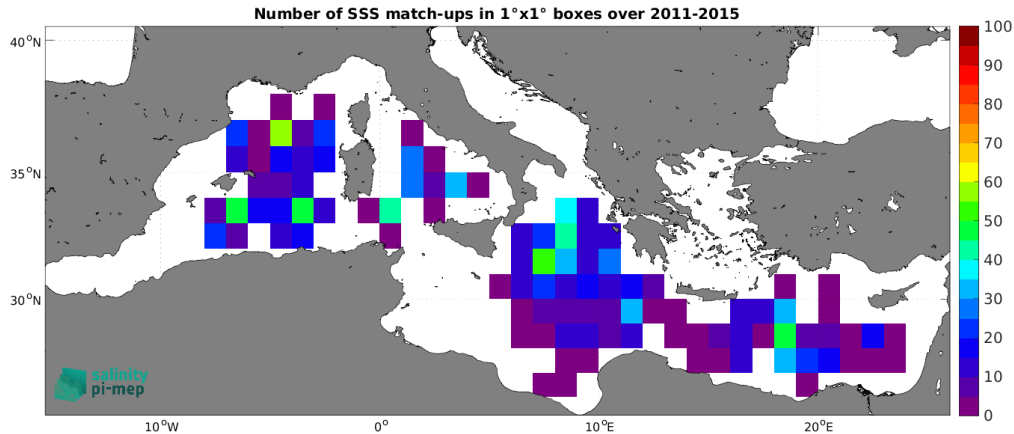 Number of SSS match-ups in 1°x1° boxes over 2011-2015
40°N
35°N
30°N
10°W
0°
10°E
20°E
100
90
80
70
60
50
40
30
20
10
0
salinity
pi-mep